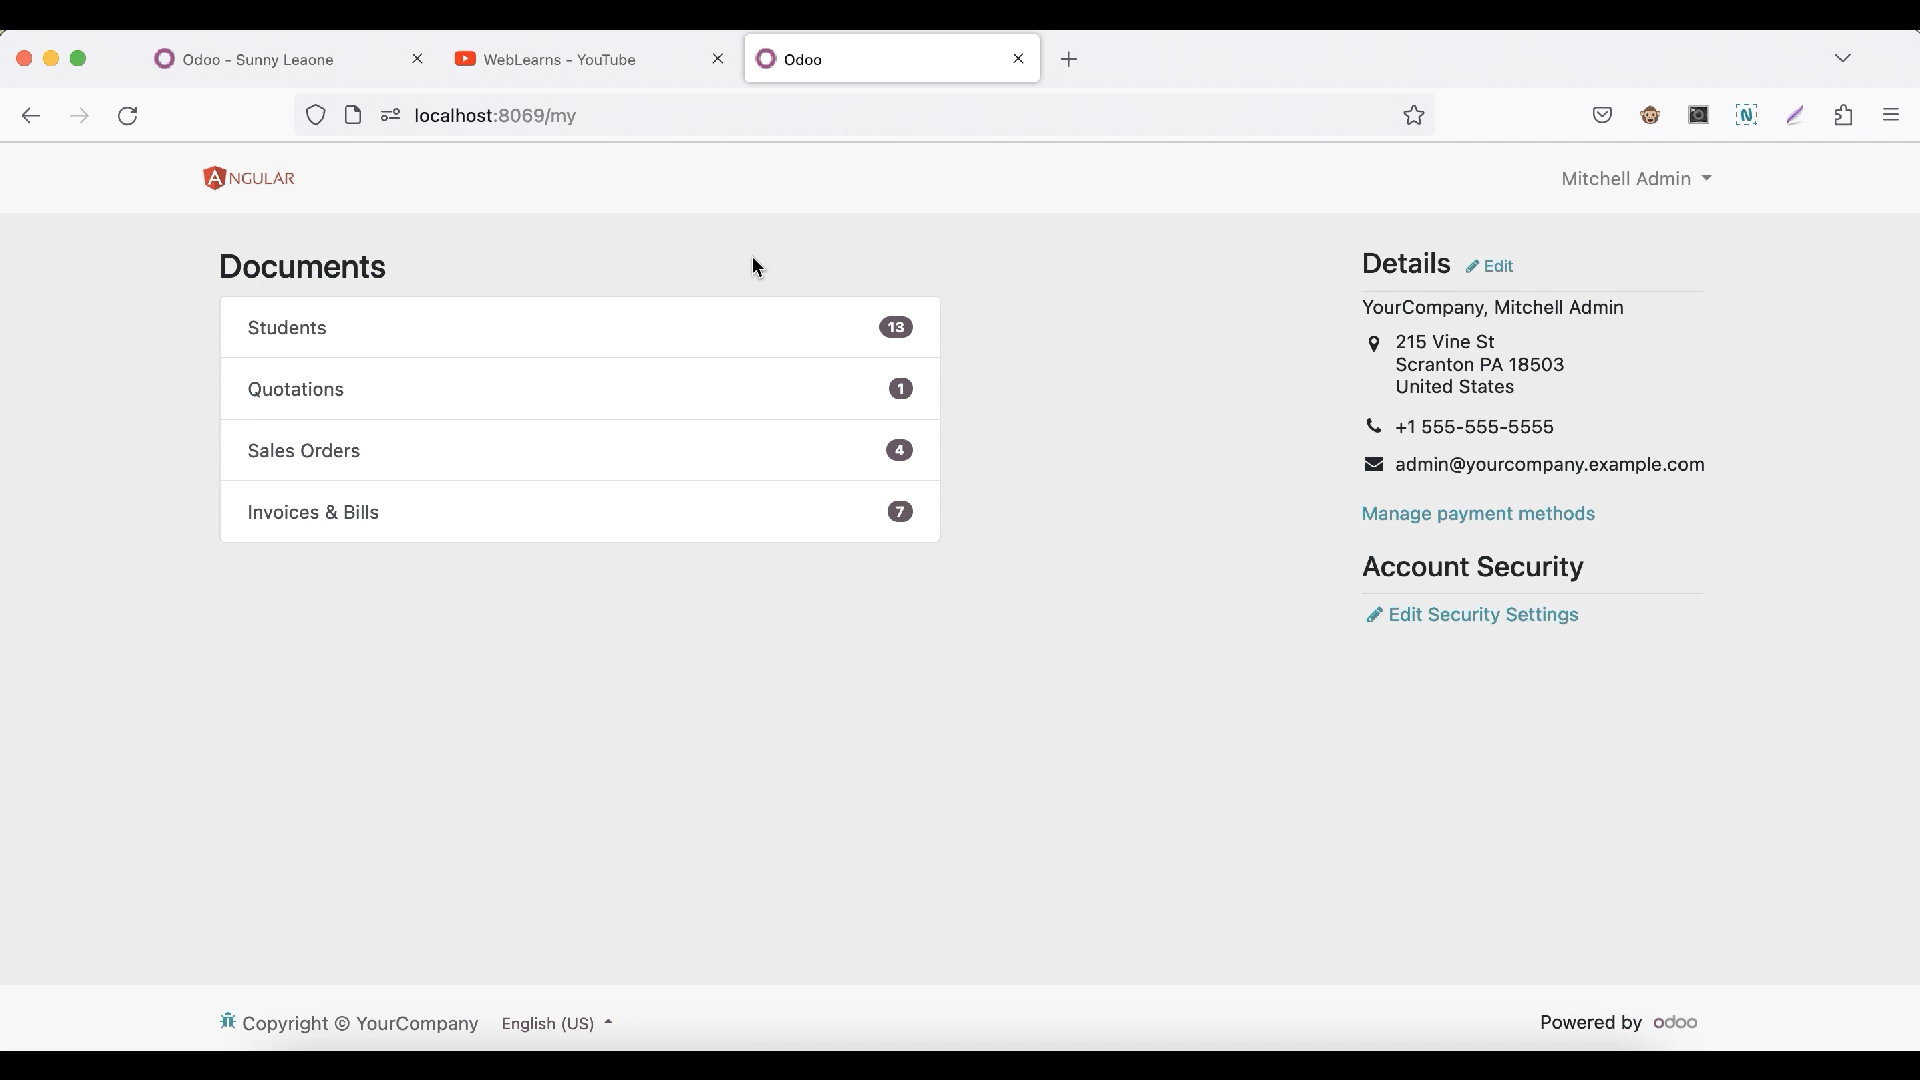 Odoo - Sunny Leaone
WebLearns - YouTube
Odoo
localhost:8069/my
ANGULAR
Mitchell Admin
Documents
Students 13
Quotations 1
Sales Orders 4
Invoices & Bills 7
Details Edit
YourCompany, Mitchell Admin
215 Vine St
Scranton PA 18503
United States
+1 555-555-5555
admin@yourcompany.example.com
Manage payment methods
Account Security
Edit Security Settings
Copyright © YourCompany English (US)
Powered by odoo